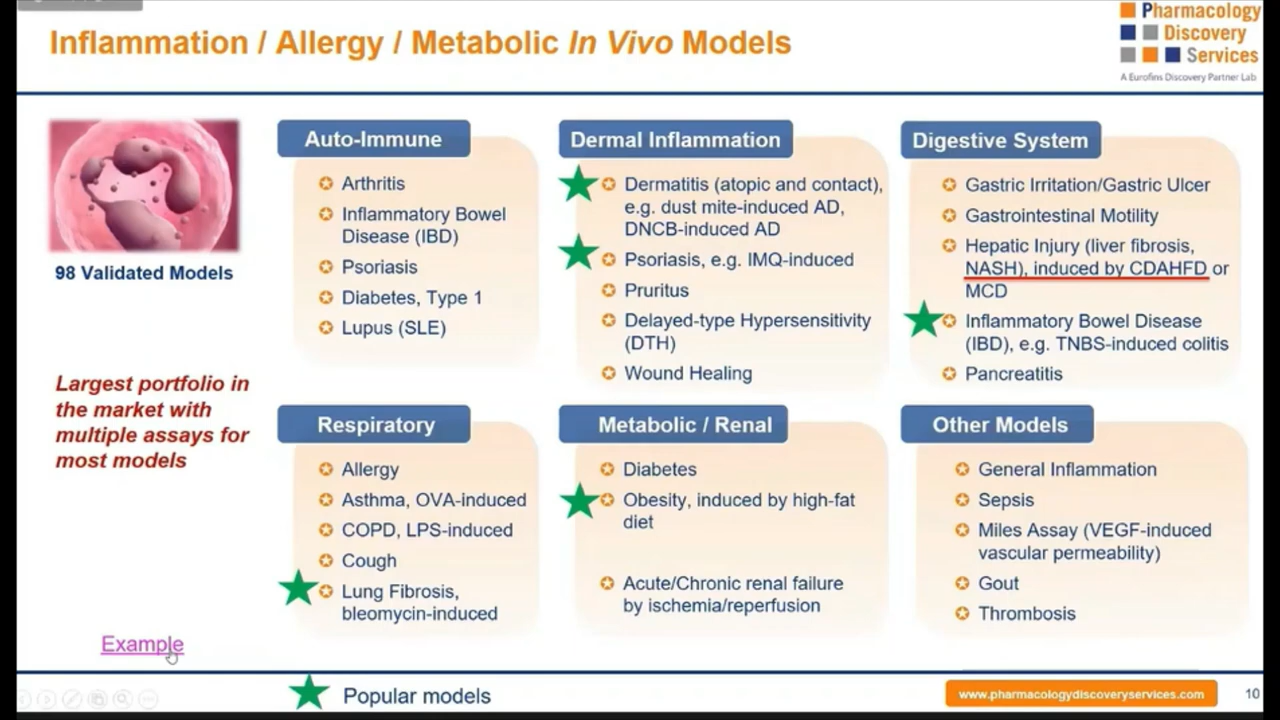 Inflammation / Allergy / Metabolic In Vivo Models
Pharmacology
Discovery
Services
A Eurofins Discovery Partner Lab
98 Validated Models
Largest portfolio in
the market with
multiple assays for
most models
Example
Auto-Immune
Arthritis
Inflammatory Bowel
Disease (IBD)
Psoriasis
Diabetes, Type 1
Lupus (SLE)
Dermal Inflammation
Dermatitis (atopic and contact),
e.g. dust mite-induced AD,
DNCB-induced AD
Psoriasis, e.g. IMQ-induced
Pruritus
Delayed-type Hypersensitivity
(DTH)
Wound Healing
Digestive System
Gastric Irritation/Gastric Ulcer
Gastrointestinal Motility
Hepatic Injury (liver fibrosis,
NASH), induced by CDAHFD or
MCD
Inflammatory Bowel Disease
(IBD), e.g. TNBS-induced colitis
Pancreatitis
Respiratory
Allergy
Asthma, OVA-induced
COPD, LPS-induced
Cough
Lung Fibrosis,
bleomycin-induced
Metabolic / Renal
Diabetes
Obesity, induced by high-fat
diet
Acute/Chronic renal failure
by ischemia/reperfusion
Other Models
General Inflammation
Sepsis
Miles Assay (VEGF-induced
vascular permeability)
Gout
Thrombosis
Popular models
www.pharmacologydiscoveryservices.com
10